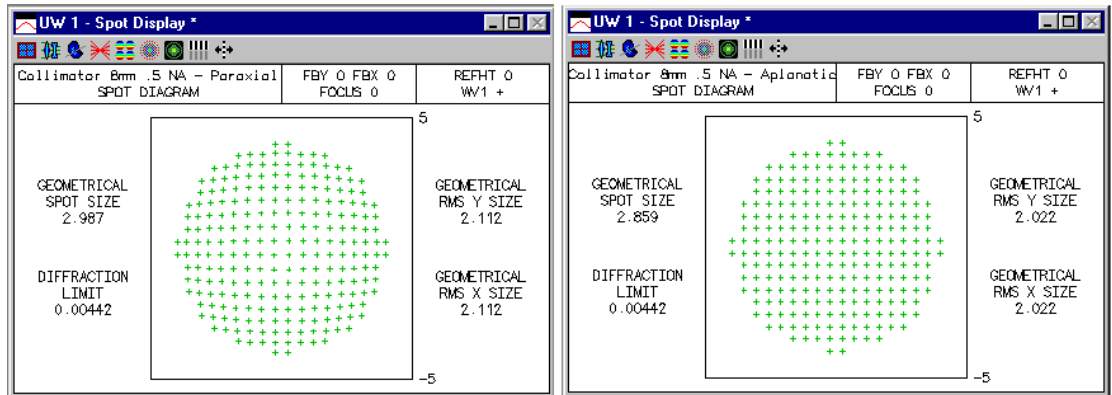 UW 1 - Spot Display *
Collimator 8mm .5 NA - Paraxial
SPOT DIAGRAM
FBY 0 FBX 0
FOCUS 0
REFHT 0
WV1 +
5
GEOMETRICAL
SPOT SIZE
2.987
GEOMETRICAL
RMS Y SIZE
2.112
DIFFRACTION
LIMIT
0.00442
GEOMETRICAL
RMS X SIZE
2.112
-5
UW 1 - Spot Display *
Collimator 8mm .5 NA - Aplanatic
SPOT DIAGRAM
FBY 0 FBX 0
FOCUS 0
REFHT 0
WV1 +
5
GEOMETRICAL
SPOT SIZE
2.859
GEOMETRICAL
RMS Y SIZE
2.022
DIFFRACTION
LIMIT
0.00442
GEOMETRICAL
RMS X SIZE
2.022
-5